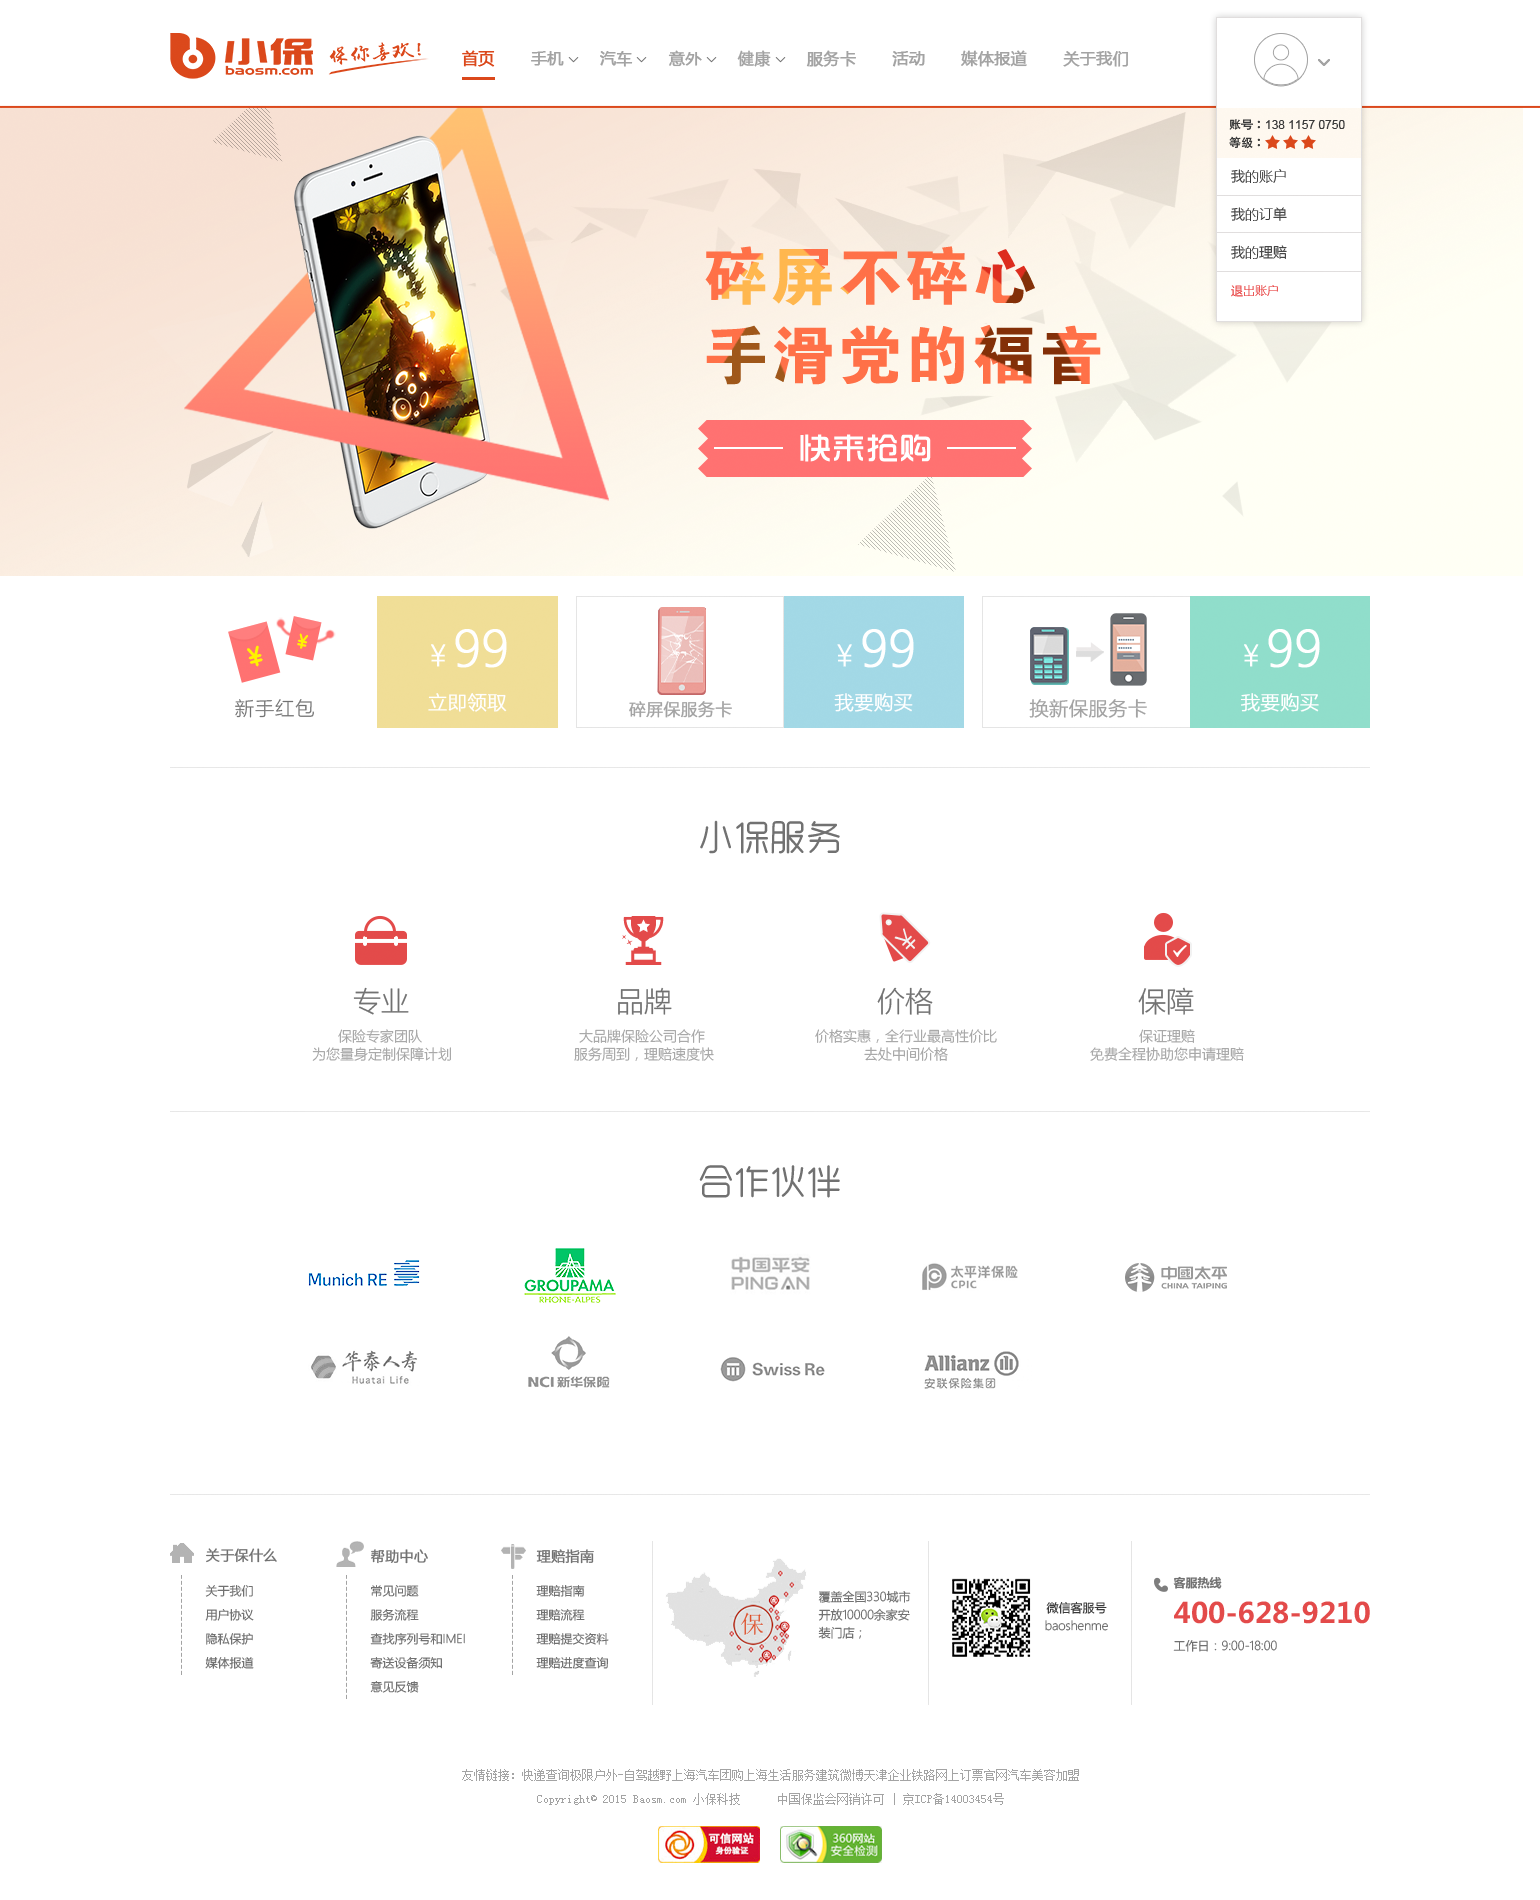 小保
baosm.com
保你喜欢!
首页 手机 汽车 意外 健康 服务卡 活动 媒体报道 关于我们
账号：138 1157 0750
等级：
我的账户
我的订单
我的理赔
退出账户
碎屏不碎心
手滑党的福音
快来抢购
新手红包
¥ 99
立即领取
碎屏保服务卡
¥ 99
我要购买
换新保服务卡
¥ 99
我要购买
小保服务
专业
保险专家团队
为您量身定制保障计划
品牌
大品牌保险公司合作
服务周到，理赔速度快
价格
价格实惠，全行业最高性价比
去处中间价格
保障
保证理赔
免费全程协助您申请理赔
合作伙伴
Munich RE
GROUPAMA
RHONE-ALPES
中国平安
PING AN
太平洋保险
CPIC
中國太平
CHINA TAIPING
华泰人寿
Huatai Life
NCI 新华保险
Swiss Re
Allianz
安联保险集团
关于保什么
关于我们
用户协议
隐私保护
媒体报道
帮助中心
常见问题
服务流程
查找序列号和IMEI
寄送设备须知
意见反馈
理赔指南
理赔指南
理赔流程
理赔提交资料
理赔进度查询
保
覆盖全国330城市
开放10000余家安
装门店；
微信客服号
baoshenme
客服热线
400-628-9210
工作日：9:00-18:00
友情链接：快递查询极限户外-自驾越野上海汽车团购上海生活服务建筑微博天津企业铁路网上订票官网汽车美容加盟
Copyright© 2015 Baosm.com 小保科技 中国保监会网销许可 | 京ICP备14003454号
可信网站
身份验证
360网站
安全检测